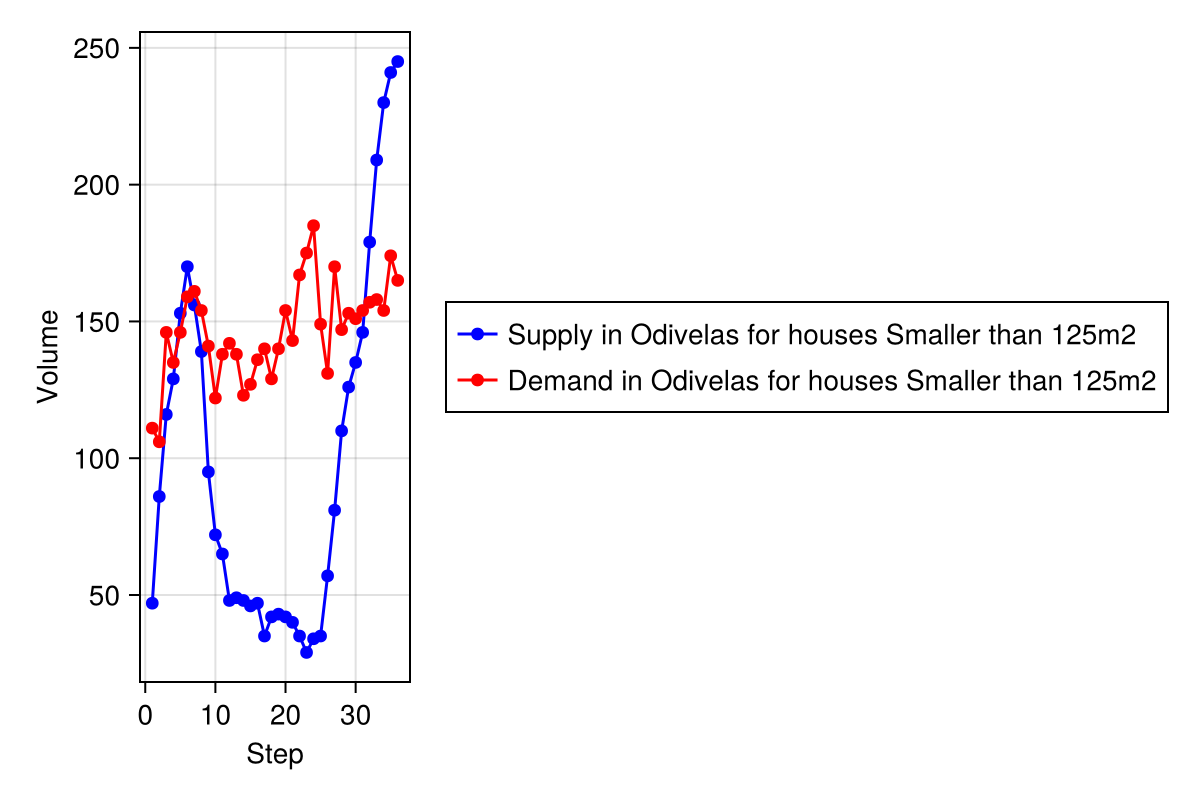 250
200
150
100
50
Volume
0 10 20 30
Step
Supply in Odivelas for houses Smaller than 125m2
Demand in Odivelas for houses Smaller than 125m2